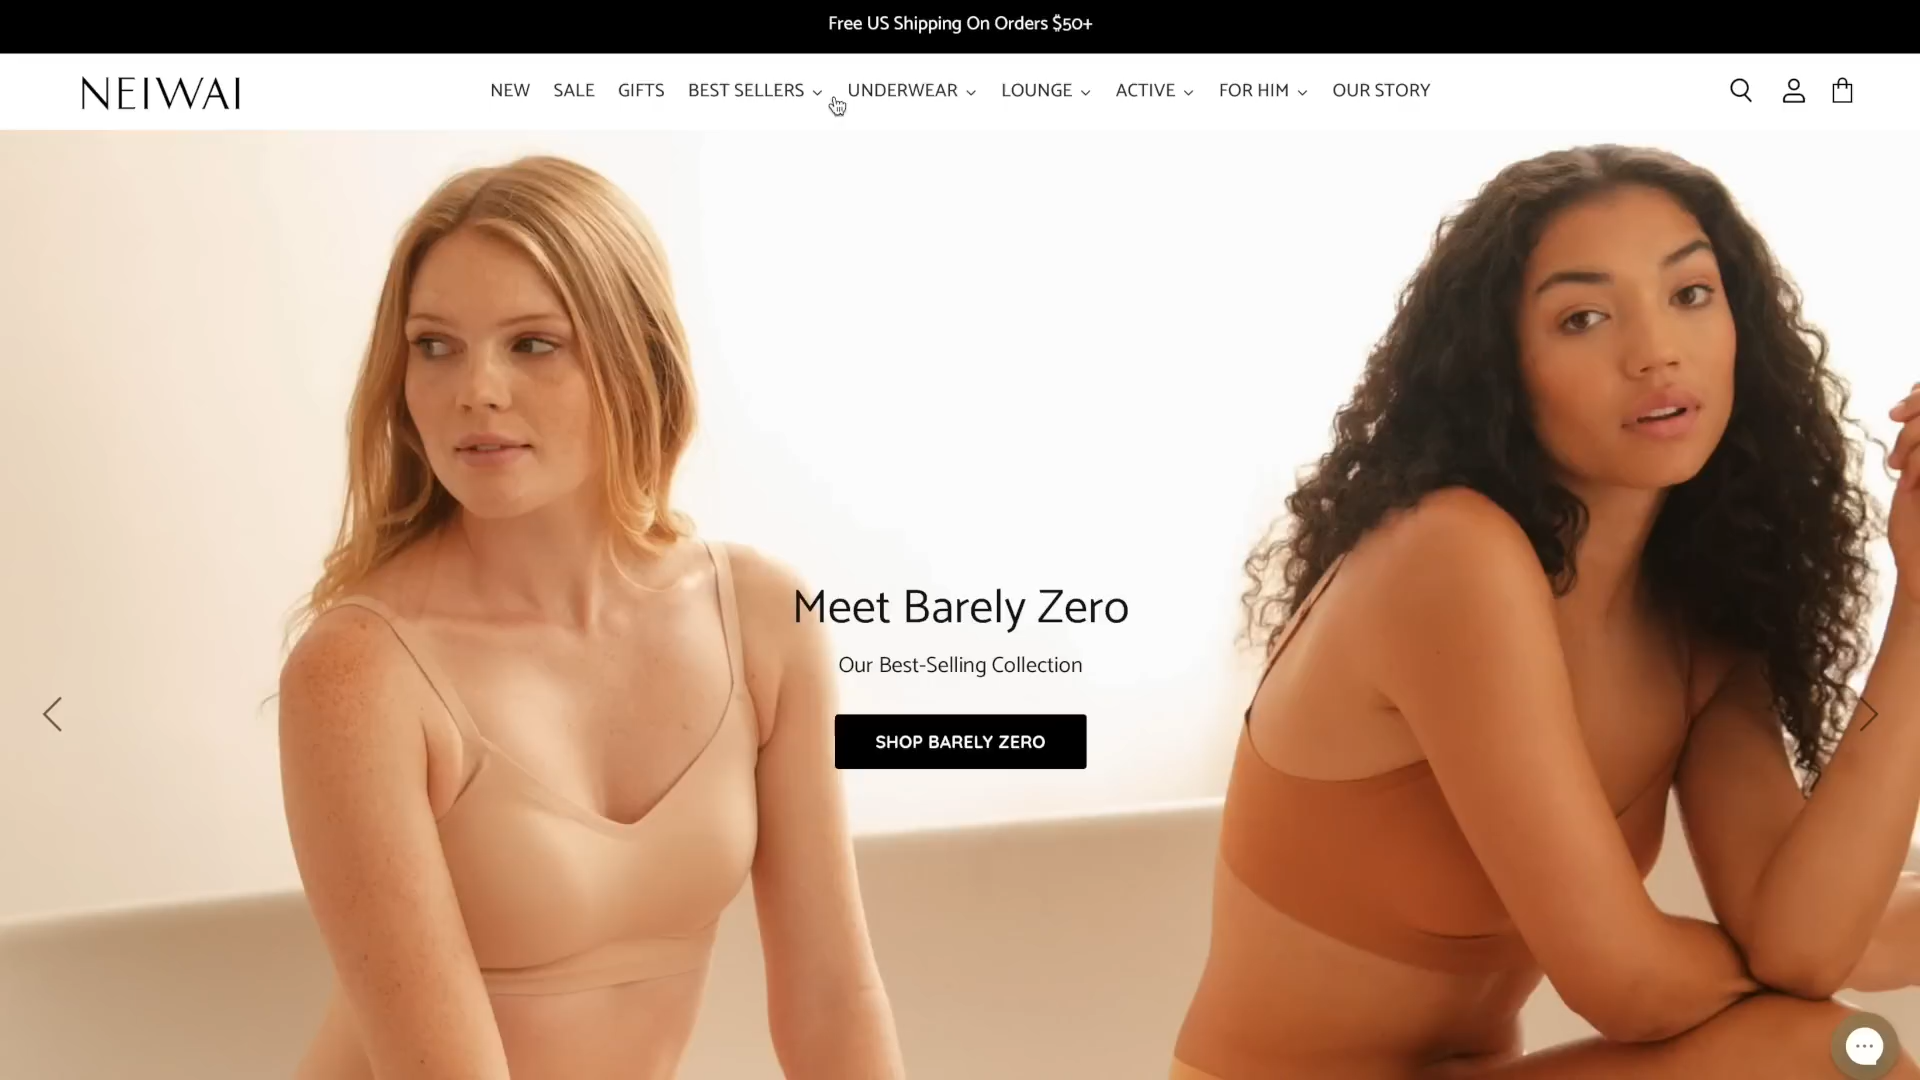 Free US Shipping On Orders $50+
NEIWAI
NEW SALE GIFTS BEST SELLERS UNDERWEAR LOUNGE ACTIVE FOR HIM OUR STORY
Meet Barely Zero
Our Best-Selling Collection
SHOP BARELY ZERO